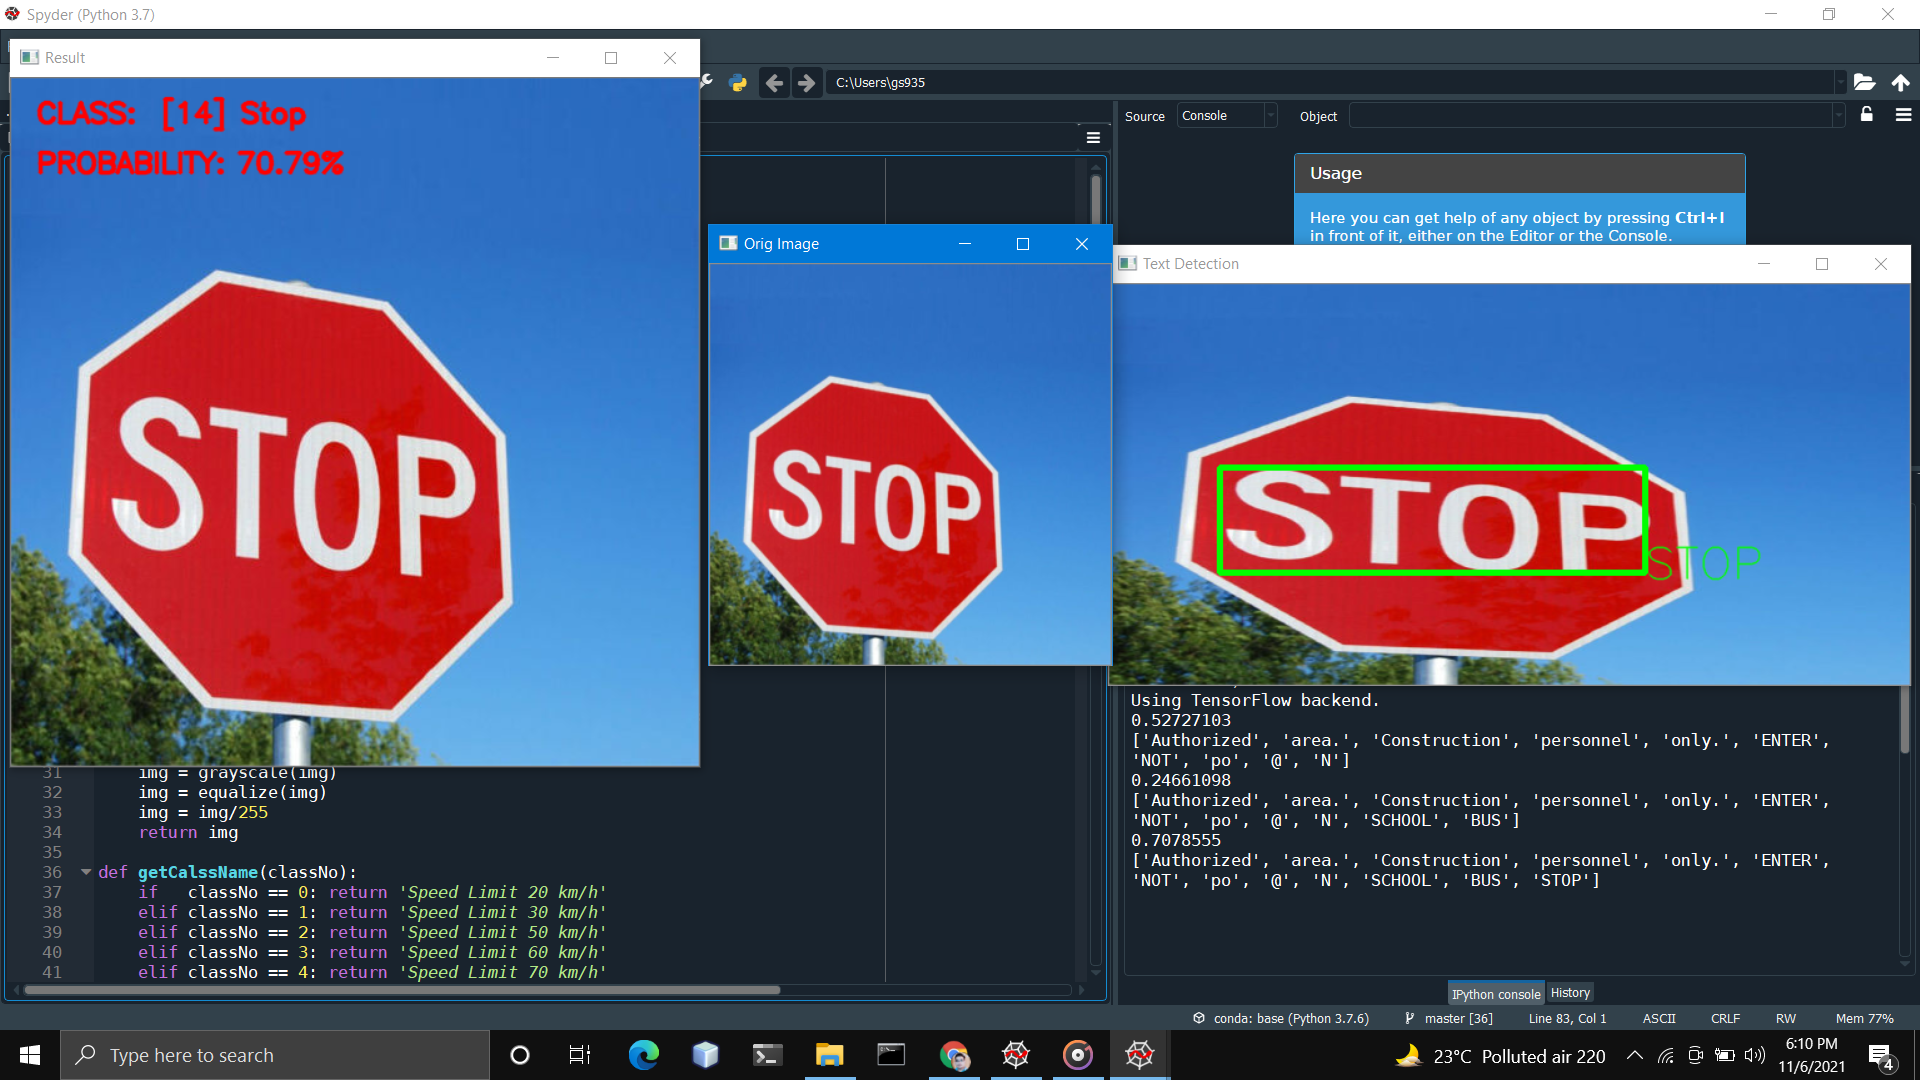 Spyder (Python 3.7)
Result
CLASS: [14] Stop
PROBABILITY: 70.79%
STOP
C:\Users\gs935
Source Console Object
Usage
Here you can get help of any object by pressing Ctrl+I
in front of it, either on the Editor or the Console.
Orig Image
STOP
Text Detection
STOP
STOP
31 img = grayscale(img)
32 img = equalize(img)
33 img = img/255
34 return img
35
36 def getCalssName(classNo):
37 if classNo == 0: return 'Speed Limit 20 km/h'
38 elif classNo == 1: return 'Speed Limit 30 km/h'
39 elif classNo == 2: return 'Speed Limit 50 km/h'
40 elif classNo == 3: return 'Speed Limit 60 km/h'
41 elif classNo == 4: return 'Speed Limit 70 km/h'
Using TensorFlow backend.
0.52727103
['Authorized', 'area.', 'Construction', 'personnel', 'only.', 'ENTER',
'NOT', 'po', '@', 'N']
0.24661098
['Authorized', 'area.', 'Construction', 'personnel', 'only.', 'ENTER',
'NOT', 'po', '@', 'N', 'SCHOOL', 'BUS']
0.7078555
['Authorized', 'area.', 'Construction', 'personnel', 'only.', 'ENTER',
'NOT', 'po', '@', 'N', 'SCHOOL', 'BUS', 'STOP']
IPython console History
conda: base (Python 3.7.6) master [36] Line 83, Col 1 ASCII CRLF RW Mem 77%
Type here to search
23°C Polluted air 220
6:10 PM
11/6/2021
4